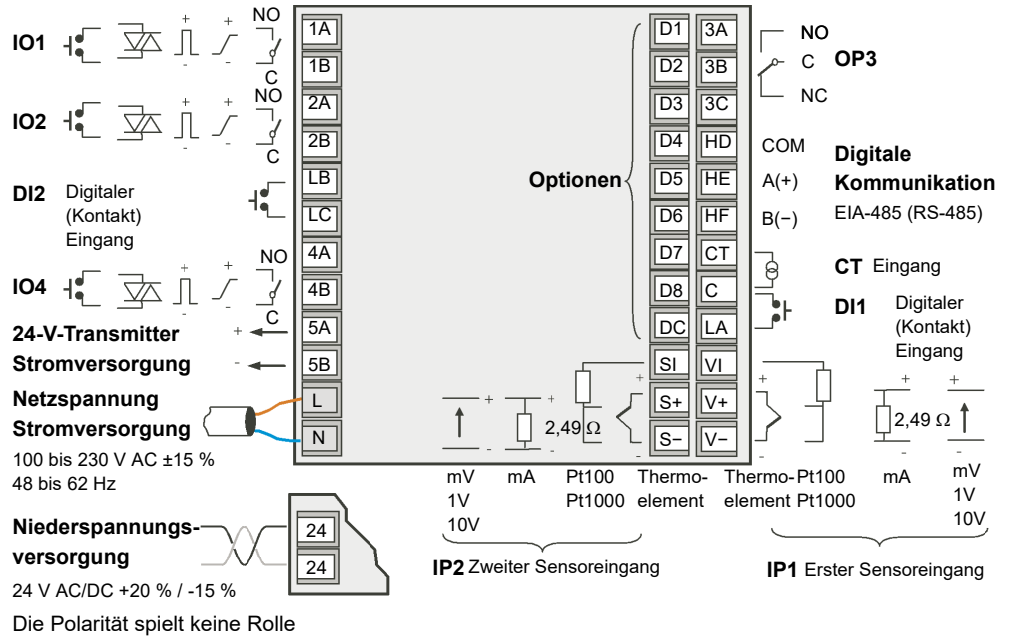 IO1
+
+
NO
C
1A
1B
IO2
+
+
NO
-
-
C
2A
2B
DI2
Digitaler
(Kontakt)
Eingang
LB
LC
IO4
+
+
NO
-
-
C
4A
4B
24-V-Transmitter
Stromversorgung
+
-
5A
5B
Netzspannung
Stromversorgung
100 bis 230 V AC ±15 %
48 bis 62 Hz
L
N
Niederspannungs-
versorgung
24 V AC/DC +20 % / -15 %
24
24
Die Polarität spielt keine Rolle
Optionen
D1
D2
D3
D4
D5
D6
D7
D8
DC
SI
S+
S−
3A
3B
3C
HD
HE
HF
CT
C
LA
VI
V+
V−
NO
C
NC
OP3
COM
A(+)
B(−)
Digitale
Kommunikation
EIA-485 (RS-485)
CT Eingang
DI1
Digitaler
(Kontakt)
Eingang
+
-
+
-
2,49 Ω
+
-
mV
1V
10V
mA
Pt100
Pt1000
Thermo-
element
IP2 Zweiter Sensoreingang
+
-
+
-
2,49 Ω
+
-
Thermo-
element
Pt100
Pt1000
mA
mV
1V
10V
IP1 Erster Sensoreingang